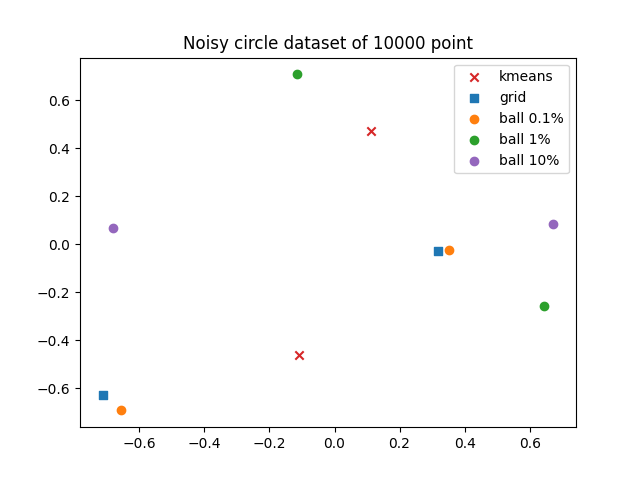 Noisy circle dataset of 10000 point
kmeans
grid
ball 0.1%
ball 1%
ball 10%
0.6
0.4
0.2
0.0
−0.2
−0.4
−0.6
−0.6 −0.4 −0.2 0.0 0.2 0.4 0.6